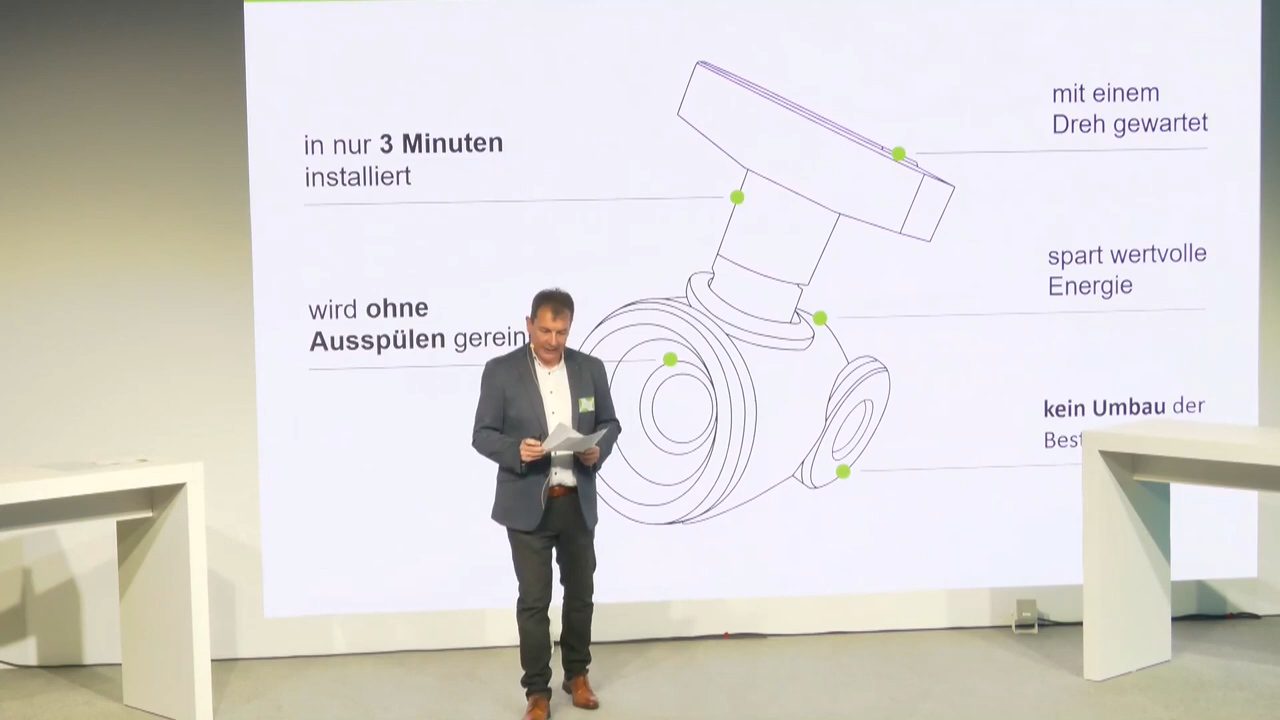 in nur 3 Minuten
installiert
wird ohne
Ausspülen gerein
mit einem
Dreh gewartet
spart wertvolle
Energie
kein Umbau der
Best